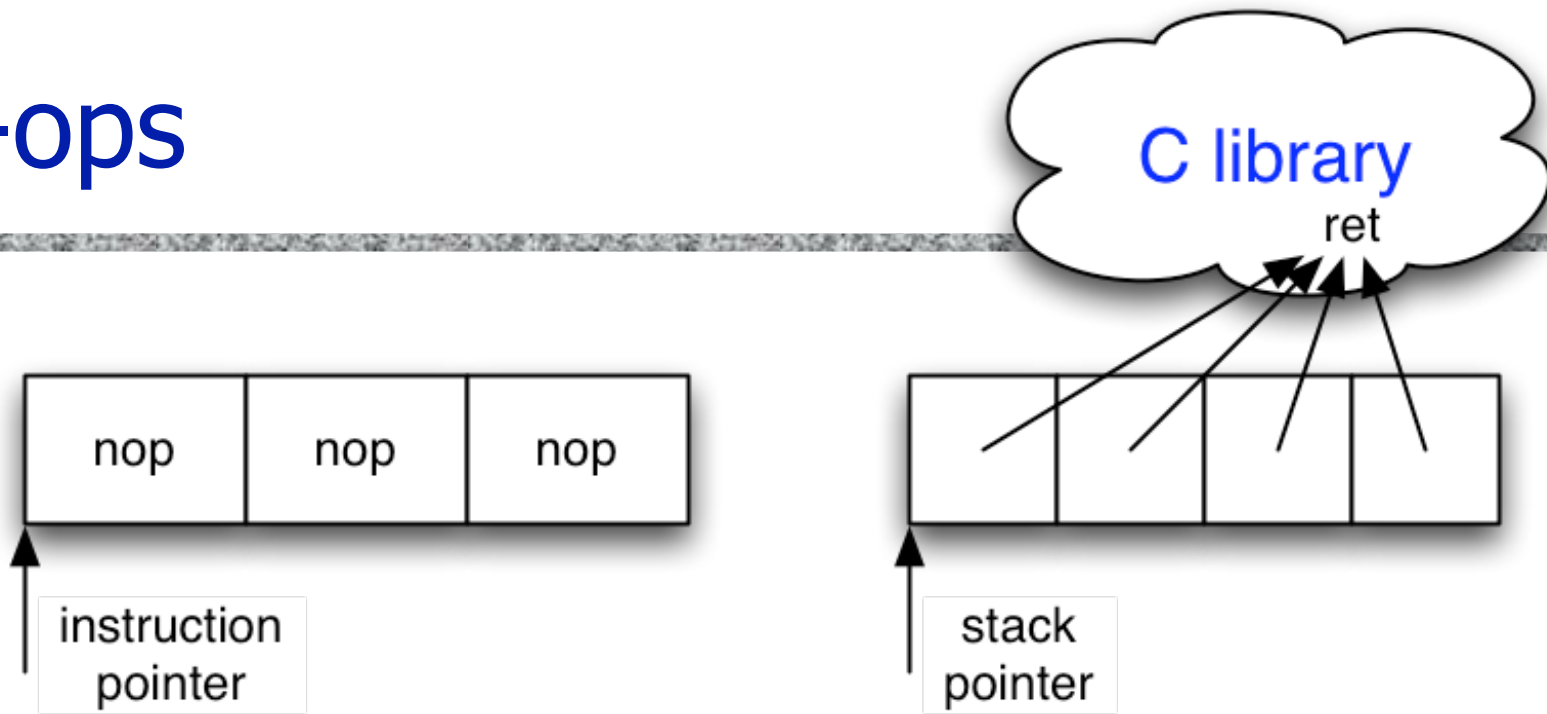 -ops
C library
ret
nop nop nop
instruction
pointer
stack
pointer